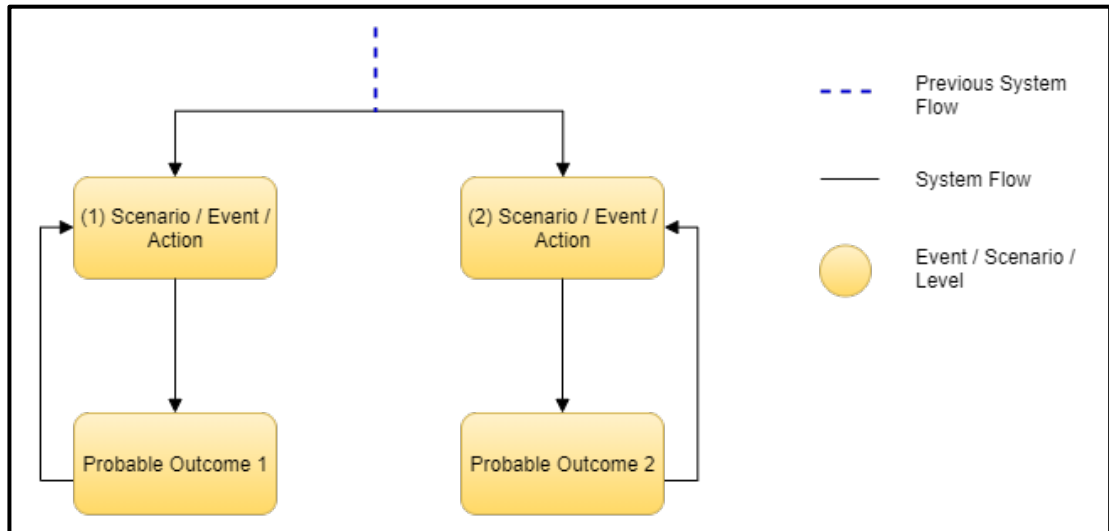 Previous System
Flow
System Flow
(1) Scenario / Event /
Action
(2) Scenario / Event /
Action
Event / Scenario /
Level
Probable Outcome 1
Probable Outcome 2